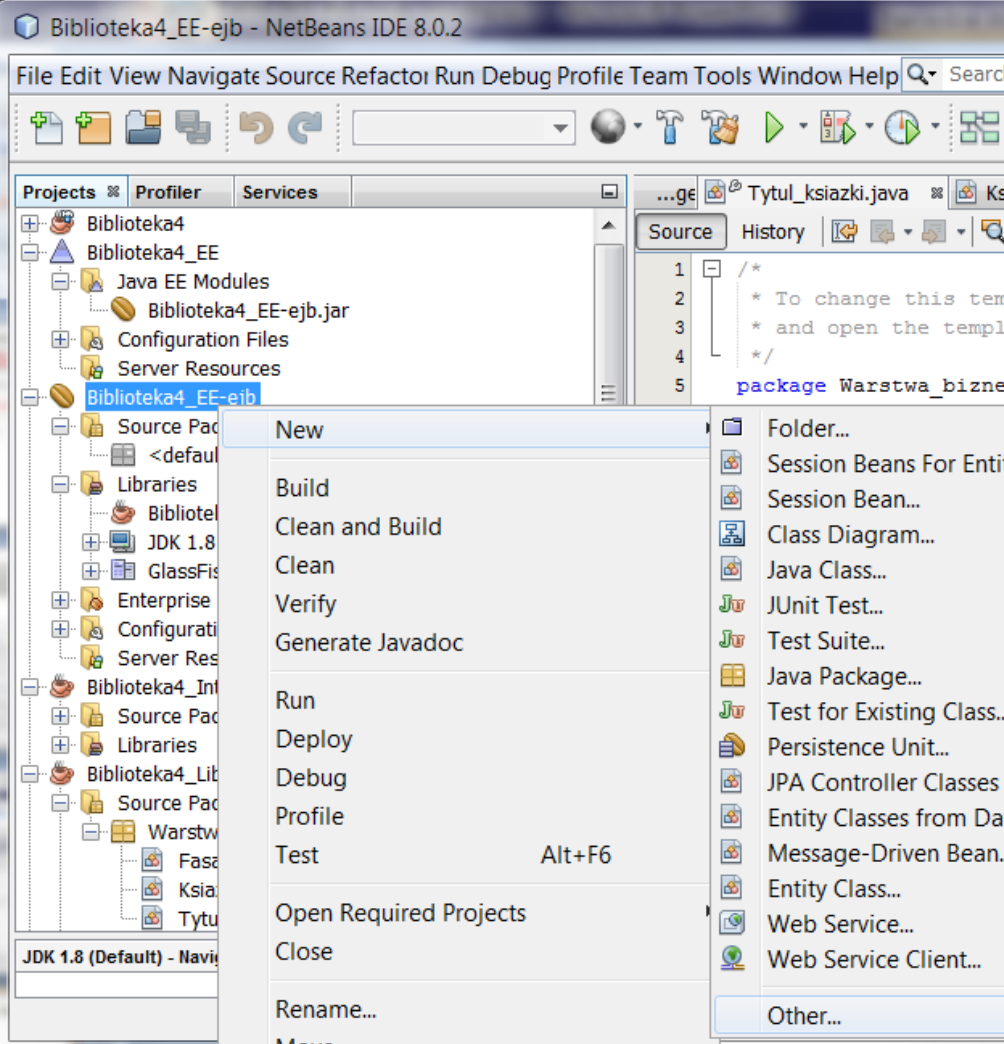 Biblioteka4_EE-ejb - NetBeans IDE 8.0.2
File Edit View Navigate Source Refactor Run Debug Profile Team Tools Window Help Searc
Projects Profiler Services
...ge Tytul_ksiazki.java Ks
Source History
Biblioteka4
Biblioteka4_EE
Java EE Modules
Biblioteka4_EE-ejb.jar
Configuration Files
Server Resources
Biblioteka4_EE-ejb
Source Pac
<defaul
Libraries
Bibliotel
JDK 1.8
GlassFis
Enterprise
Configurati
Server Res
Biblioteka4_Int
Source Pac
Libraries
Biblioteka4_Lib
Source Pac
Warstw
Fasa
Ksia
Tytu
JDK 1.8 (Default) - Navig
1 /*
2 * To change this tem
3 * and open the templ
4 */
5 package Warstwa_bizne
New
Build
Clean and Build
Clean
Verify
Generate Javadoc
Run
Deploy
Debug
Profile
Test Alt+F6
Open Required Projects
Close
Rename...
Move
Folder...
Session Beans For Entit
Session Bean...
Class Diagram...
Java Class...
JUnit Test...
Test Suite...
Java Package...
Test for Existing Class..
Persistence Unit...
JPA Controller Classes
Entity Classes from Da
Message-Driven Bean.
Entity Class...
Web Service...
Web Service Client...
Other...